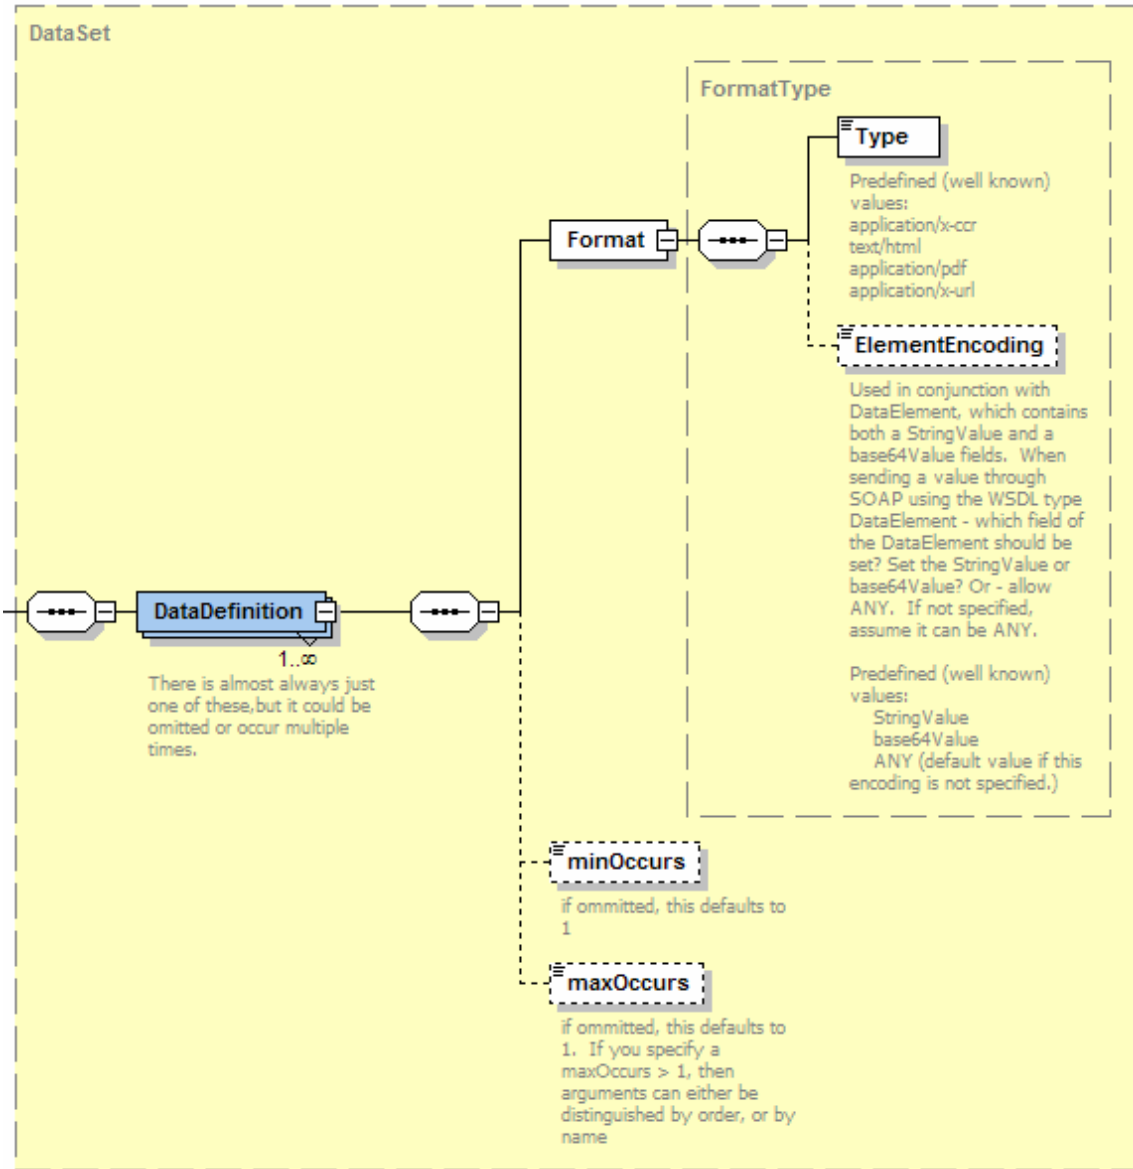 DataSet
FormatType
Type
Predefined (well known)
values:
application/x-ccr
text/html
application/pdf
application/x-url
Format
ElementEncoding
Used in conjunction with
DataElement, which contains
both a StringValue and a
base64Value fields.  When
sending a value through
SOAP using the WSDL type
DataElement - which field of
the DataElement should be
set? Set the StringValue or
base64Value? Or - allow
ANY.  If not specified,
assume it can be ANY.
Predefined (well known)
values:
StringValue
base64Value
ANY (default value if this
encoding is not specified.)
DataDefinition
1..∞
There is almost always just
one of these,but it could be
omitted or occur multiple
times.
minOccurs
if ommitted, this defaults to
1
maxOccurs
if ommitted, this defaults to
1.  If you specify a
maxOccurs > 1, then
arguments can either be
distinguished by order, or by
name